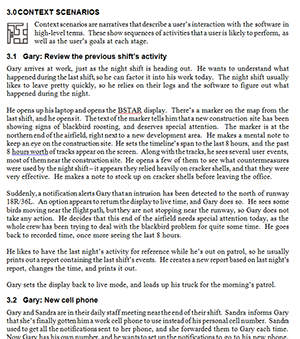 3.0 CONTEXT SCENARIOS
Context scenarios are narratives that describe a user's interaction with the software in
high-level terms. These show sequences of activities that a user is likely to perform, as
well as the user's goals at each stage.
3.1 Gary: Review the previous shift's activity
Gary arrives at work, just as the night shift is heading out. He wants to understand what
happened during the last shift, so he can factor it into his work today. The night shift usually
likes to leave pretty quickly, so he relies on their logs and the software to figure out what
happened during the night.
He opens up his laptop and opens the BSTAR display. There's a marker on the map from the
last shift, and he opens it. The text of the marker tells him that a new construction site has been
showing signs of blackbird roosting, and deserves special attention. The marker is at the
northern end of the airfield, right next to a new development area. He makes a mental note to
keep an eye on the construction site. He sets the timeline's span to the last 8 hours, and the past
8 hours worth of tracks appear on the screen. Along with the tracks, he sees several user events,
most of them near the construction site. He opens a few of them to see what countermeasures
were used by the night shift – it appears they relied heavily on cracker shells, and that they were
very effective. He makes a note to stock up on cracker shells before leaving the office.
Suddenly, a notification alerts Gary that an intrusion has been detected to the north of runway
18R/36L. An option appears to return the display to live time, and Gary does so. He sees some
birds moving near the flight path, but they are not stopping near the runway, so Gary does not
take any action. He decides that this end of the airfield needs special attention today, as the
whole crew has been trying to deal with the blackbird problem for quite some time. He goes
back to recorded time, once more seeing the last 8 hours.
He likes to have the last night's activity for reference while he's out on patrol, so he usually
prints out a report containing the last shift's events. He creates a new report based on last night's
report, changes the time, and prints it out.
Gary sets the display back to live mode, and loads up his truck for the morning's patrol.
3.2 Gary: New cell phone
Gary and Sandra are in their daily staff meeting near the end of their shift. Sandra informs Gary
that she's finally gotten him a work cell phone to use instead of his personal cell number. Sandra
used to get all the notifications sent to her phone, and she forwarded them to Gary each time.
Now Gary has his own number, and he wants to set up the notifications to go to his new phone.